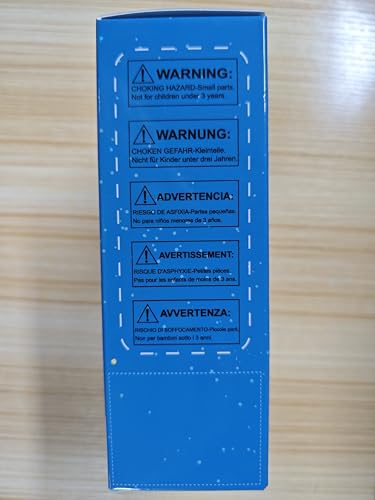 WARNING:
CHOKING HAZARD-Small parts.
Not for children under 3 years.
WARNUNG:
CHOKEN GEFAHR-Kleinteile.
Nicht für Kinder unter drei Jahren.
ADVERTENCIA:
RIESGO DE ASFIXIA-Partes pequeñas.
No para niños menores de 3 años.
AVERTISSEMENT:
RISQUE D'ASPHYXIE-Petites pièces.
Pas pour les enfants de moins de 3 ans.
AVVERTENZA:
RISCHIO DI SOFFOCAMENTO-Piccole parti.
Non per bambini sotto i 3 anni.